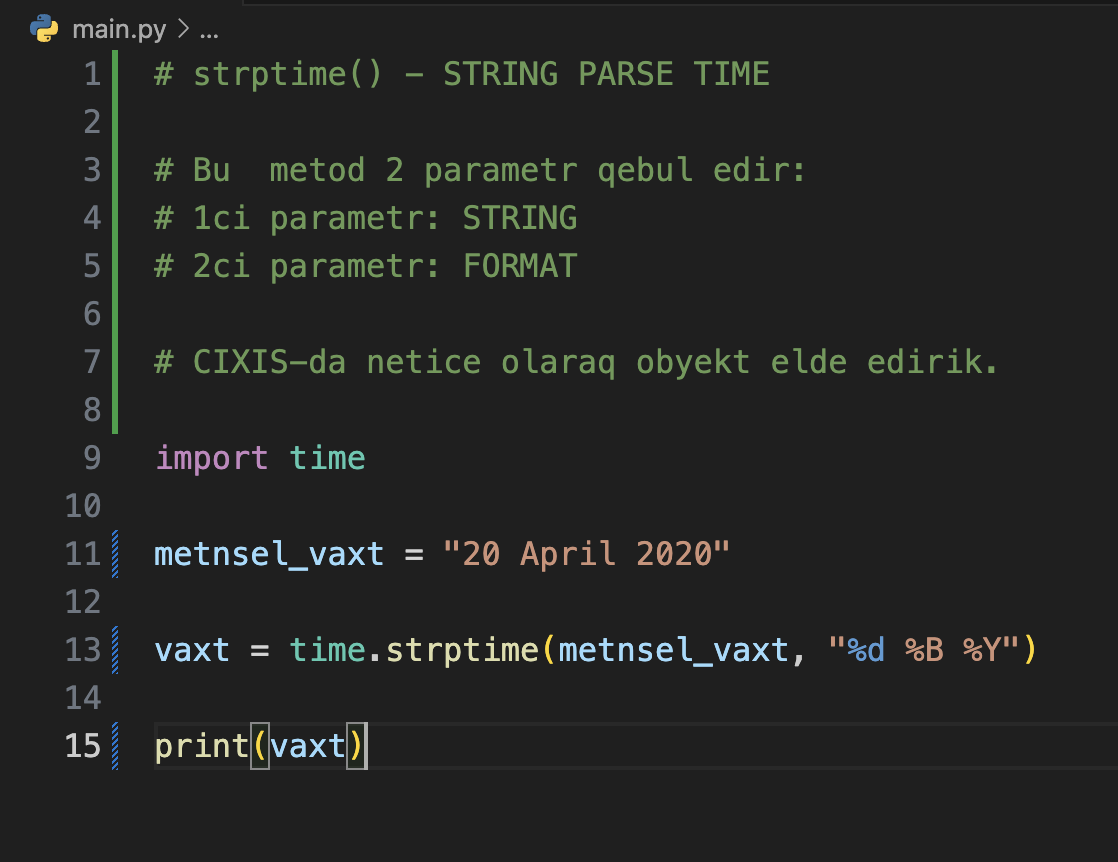 main.py > ...
1 # strptime() - STRING PARSE TIME
2
3 # Bu  metod 2 parametr qebul edir:
4 # 1ci parametr: STRING
5 # 2ci parametr: FORMAT
6
7 # CIXIS-da netice olaraq obyekt elde edirik.
8
9 import time
10
11 metnsel_vaxt = "20 April 2020"
12
13 vaxt = time.strptime(metnsel_vaxt, "%d %B %Y")
14
15 print(vaxt)